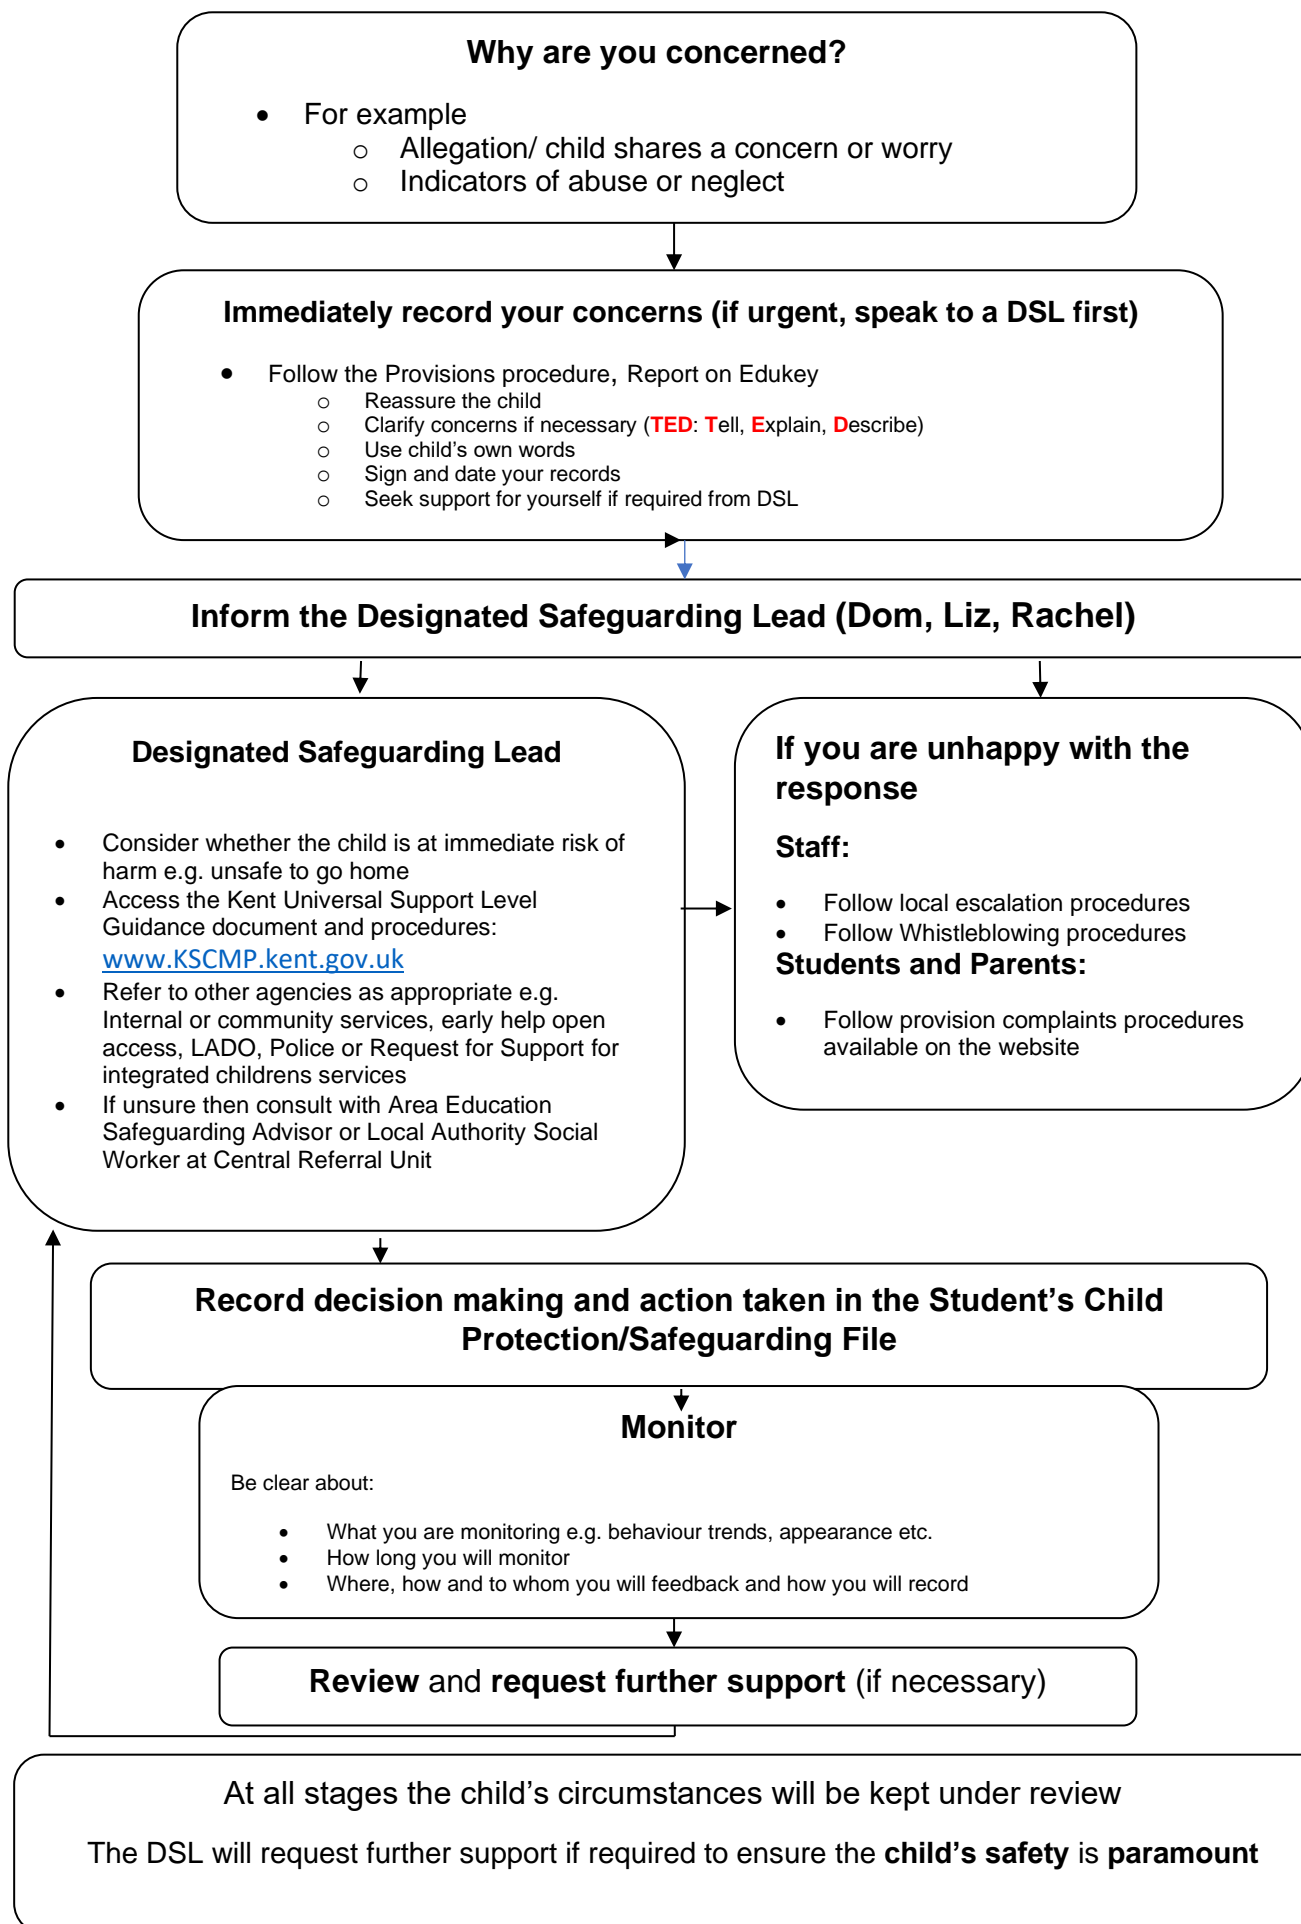 Why are you concerned?
• For example
o Allegation/ child shares a concern or worry
o Indicators of abuse or neglect
Immediately record your concerns (if urgent, speak to a DSL first)
• Follow the Provisions procedure, Report on Edukey
o Reassure the child
o Clarify concerns if necessary (TED: Tell, Explain, Describe)
o Use child's own words
o Sign and date your records
o Seek support for yourself if required from DSL
Inform the Designated Safeguarding Lead (Dom, Liz, Rachel)
Designated Safeguarding Lead
• Consider whether the child is at immediate risk of
harm e.g. unsafe to go home
• Access the Kent Universal Support Level
Guidance document and procedures:
www.KSCMP.kent.gov.uk
• Refer to other agencies as appropriate e.g.
Internal or community services, early help open
access, LADO, Police or Request for Support for
integrated childrens services
• If unsure then consult with Area Education
Safeguarding Advisor or Local Authority Social
Worker at Central Referral Unit
If you are unhappy with the
response
Staff:
• Follow local escalation procedures
• Follow Whistleblowing procedures
Students and Parents:
• Follow provision complaints procedures
available on the website
Record decision making and action taken in the Student's Child
Protection/Safeguarding File
Monitor
Be clear about:
• What you are monitoring e.g. behaviour trends, appearance etc.
• How long you will monitor
• Where, how and to whom you will feedback and how you will record
Review and request further support (if necessary)
At all stages the child's circumstances will be kept under review
The DSL will request further support if required to ensure the child's safety is paramount